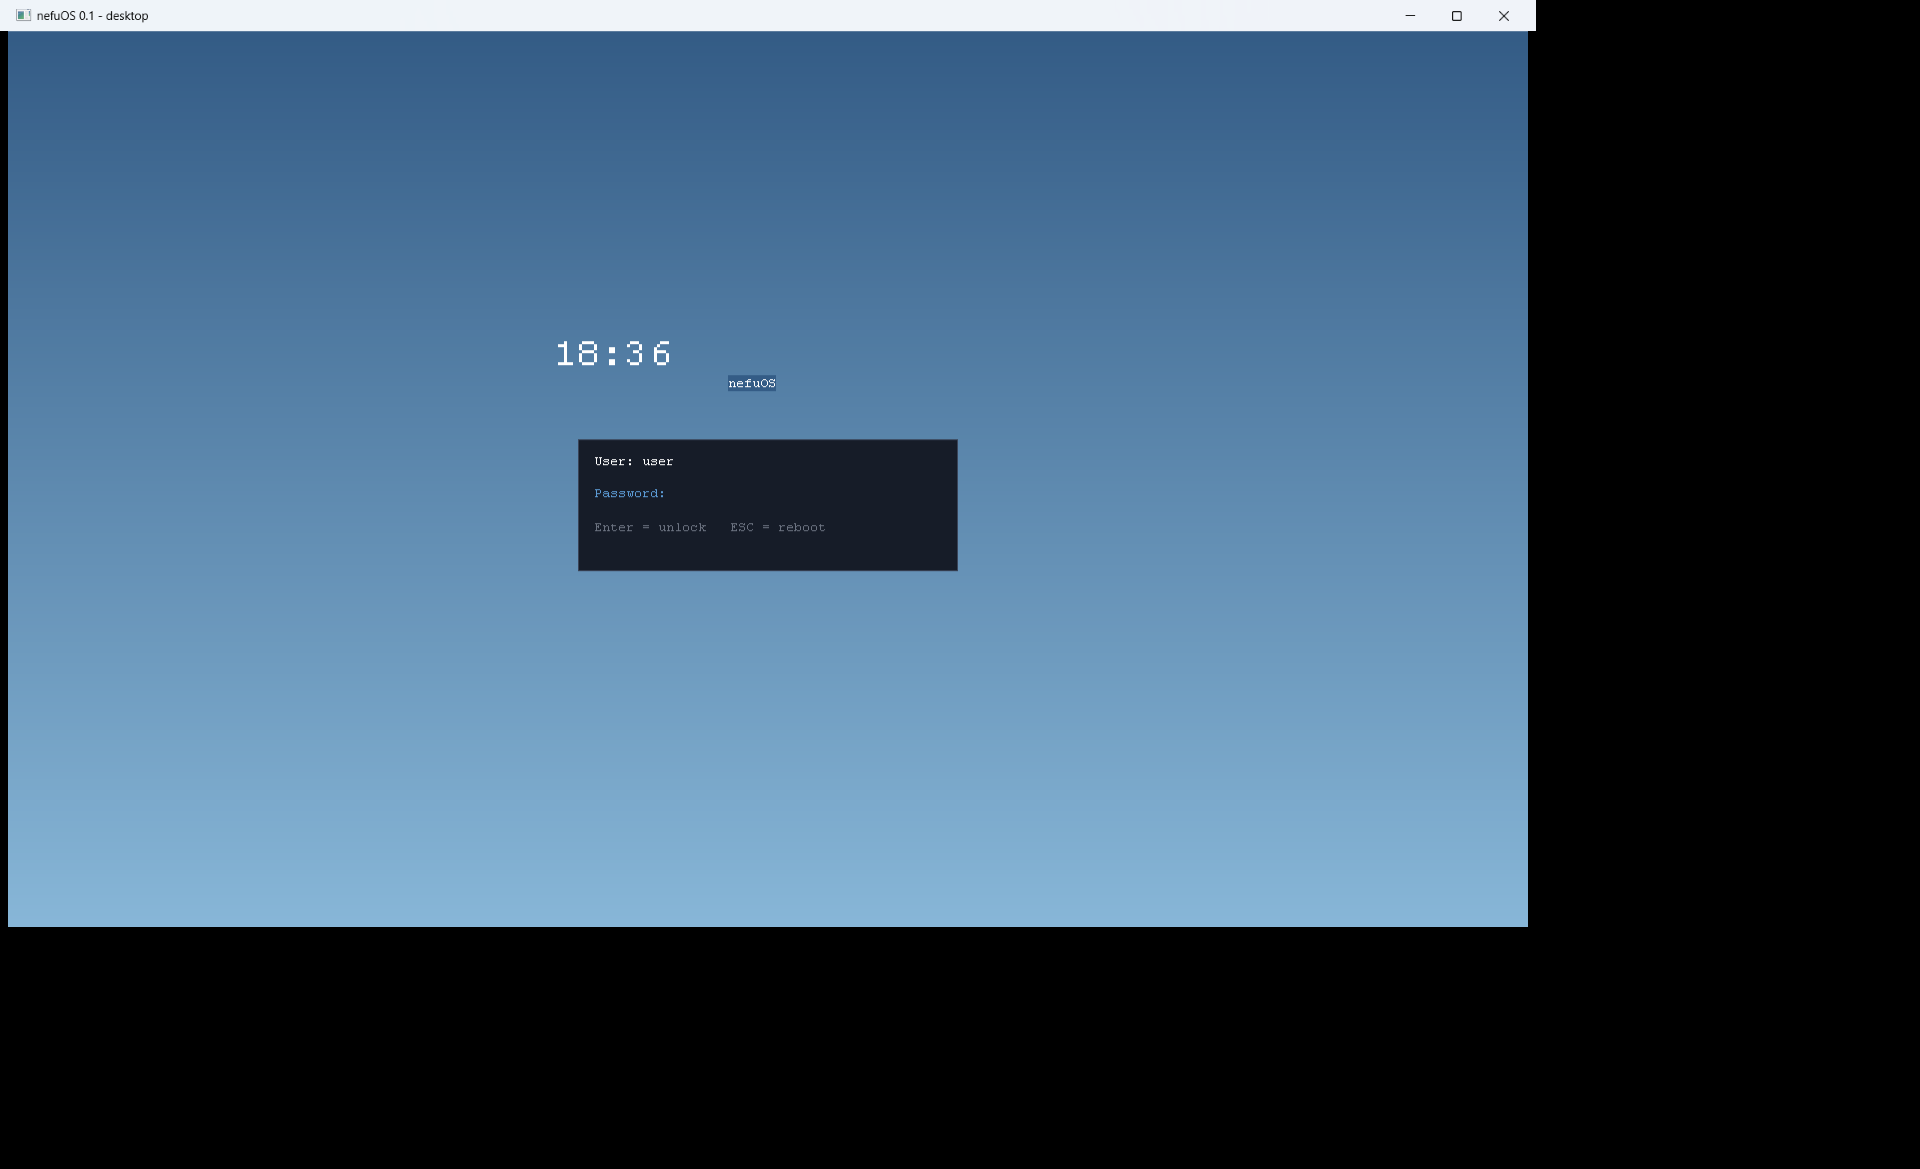 nefuOS 0.1 - desktop
18:36
nefuOS
User: user
Password:
Enter = unlock   ESC = reboot